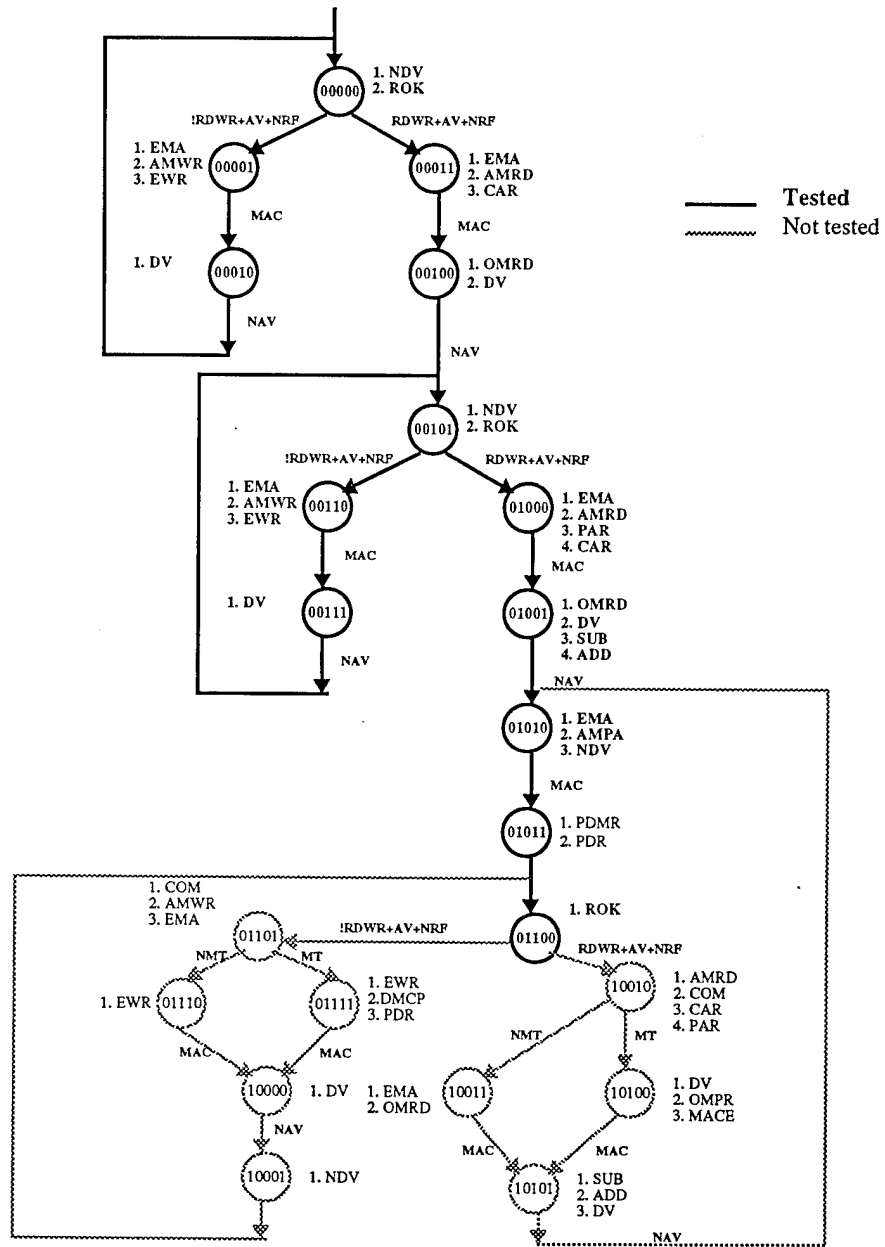 1. NDV
2. ROK
00000
!RDWR+AV+NRF
RDWR+AV+NRF
1. EMA
2. AMWR
3. EWR
00001
00011
1. EMA
2. AMRD
3. CAR
MAC
MAC
Tested
Not tested
1. DV
00010
00100
1. OMRD
2. DV
NAV
NAV
1. NDV
2. ROK
00101
!RDWR+AV+NRF
RDWR+AV+NRF
1. EMA
2. AMWR
3. EWR
00110
01000
1. EMA
2. AMRD
3. PAR
4. CAR
MAC
MAC
1. DV
00111
01001
1. OMRD
2. DV
3. SUB
4. ADD
NAV
NAV
01010
1. EMA
2. AMPA
3. NDV
MAC
01011
1. PDMR
2. PDR
1. COM
2. AMWR
3. EMA
1. ROK
01101
!RDWR+AV+NRF
01100
RDWR+AV+NRF
NMT
MT
1. EWR
01110
01111
1. EWR
2.DMCP
3. PDR
10010
1. AMRD
2. COM
3. CAR
4. PAR
NMT
MT
MAC
MAC
10000
1. DV
1. EMA
2. OMRD
10011
10100
1. DV
2. OMPR
3. MACE
NAV
MAC
MAC
10001
1. NDV
10101
1. SUB
2. ADD
3. DV
NAV